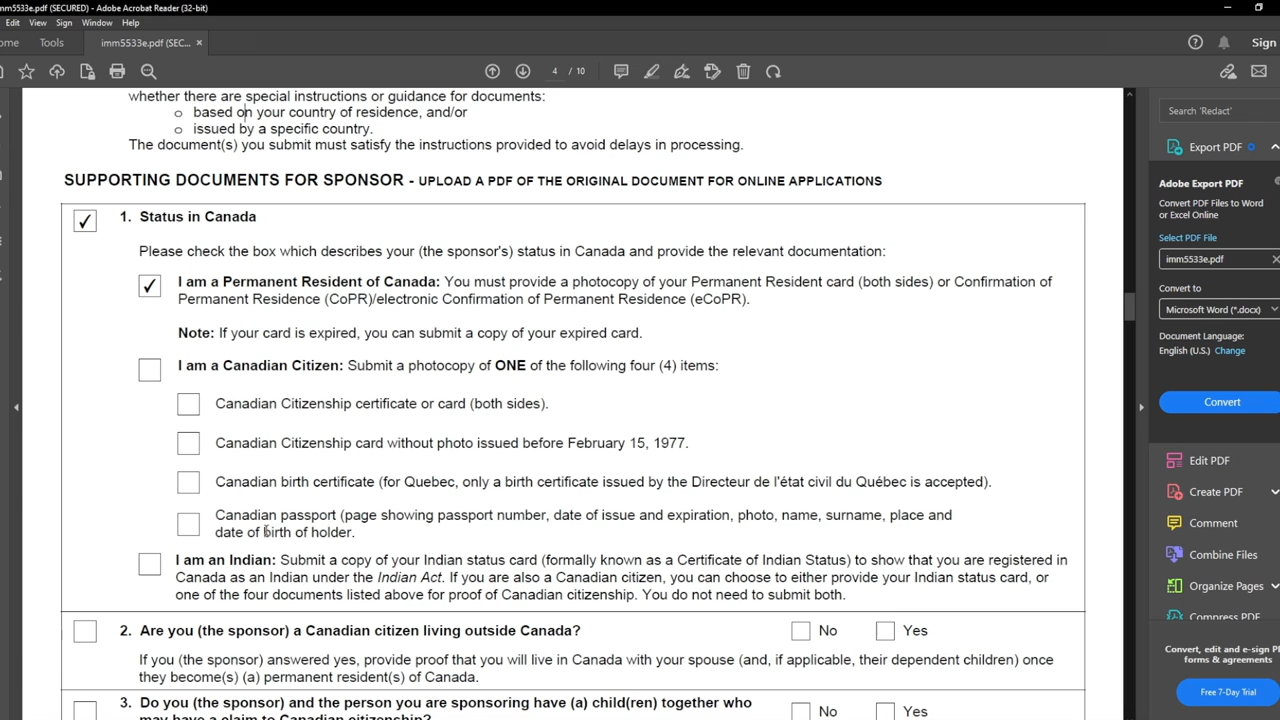 imm5533e.pdf (SECURED) - Adobe Acrobat Reader (32-bit)
Edit View Sign Window Help
ome Tools imm5533e.pdf (SEC... × Sign
4 / 10
whether there are special instructions or guidance for documents:
o based on your country of residence, and/or
o issued by a specific country.
The document(s) you submit must satisfy the instructions provided to avoid delays in processing.
SUPPORTING DOCUMENTS FOR SPONSOR - UPLOAD A PDF OF THE ORIGINAL DOCUMENT FOR ONLINE APPLICATIONS
1. Status in Canada
Please check the box which describes your (the sponsor's) status in Canada and provide the relevant documentation:
I am a Permanent Resident of Canada: You must provide a photocopy of your Permanent Resident card (both sides) or Confirmation of
Permanent Residence (CoPR)/electronic Confirmation of Permanent Residence (eCoPR).
Note: If your card is expired, you can submit a copy of your expired card.
I am a Canadian Citizen: Submit a photocopy of ONE of the following four (4) items:
Canadian Citizenship certificate or card (both sides).
Canadian Citizenship card without photo issued before February 15, 1977.
Canadian birth certificate (for Quebec, only a birth certificate issued by the Directeur de l'état civil du Québec is accepted).
Canadian passport (page showing passport number, date of issue and expiration, photo, name, surname, place and
date of birth of holder.
I am an Indian: Submit a copy of your Indian status card (formally known as a Certificate of Indian Status) to show that you are registered in
Canada as an Indian under the Indian Act. If you are also a Canadian citizen, you can choose to either provide your Indian status card, or
one of the four documents listed above for proof of Canadian citizenship. You do not need to submit both.
2. Are you (the sponsor) a Canadian citizen living outside Canada? No Yes
If you (the sponsor) answered yes, provide proof that you will live in Canada with your spouse (and, if applicable, their dependent children) once
they become(s) (a) permanent resident(s) of Canada.
3. Do you (the sponsor) and the person you are sponsoring have (a) child(ren) together who
may have a claim to Canadian citizenship? No Yes
Search 'Redact'
Export PDF
Adobe Export PDF
Convert PDF Files to Word
or Excel Online
Select PDF File
imm5533e.pdf ×
Convert to
Microsoft Word (*.docx)
Document Language:
English (U.S.) Change
Convert
Edit PDF
Create PDF
Comment
Combine Files
Organize Pages
Compress PDF
Convert, edit and e-sign P
forms & agreements
Free 7-Day Trial